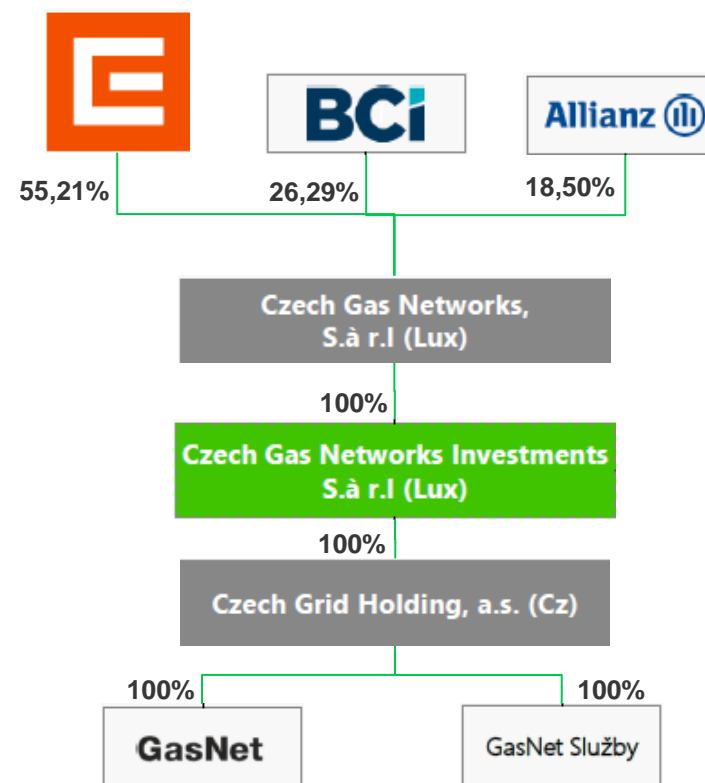 BCi
Allianz
55,21%
26,29%
18,50%
Czech Gas Networks,
S.à r.l (Lux)
100%
Czech Gas Networks Investments
S.à r.l (Lux)
100%
Czech Grid Holding, a.s. (Cz)
100%
100%
GasNet
GasNet Služby